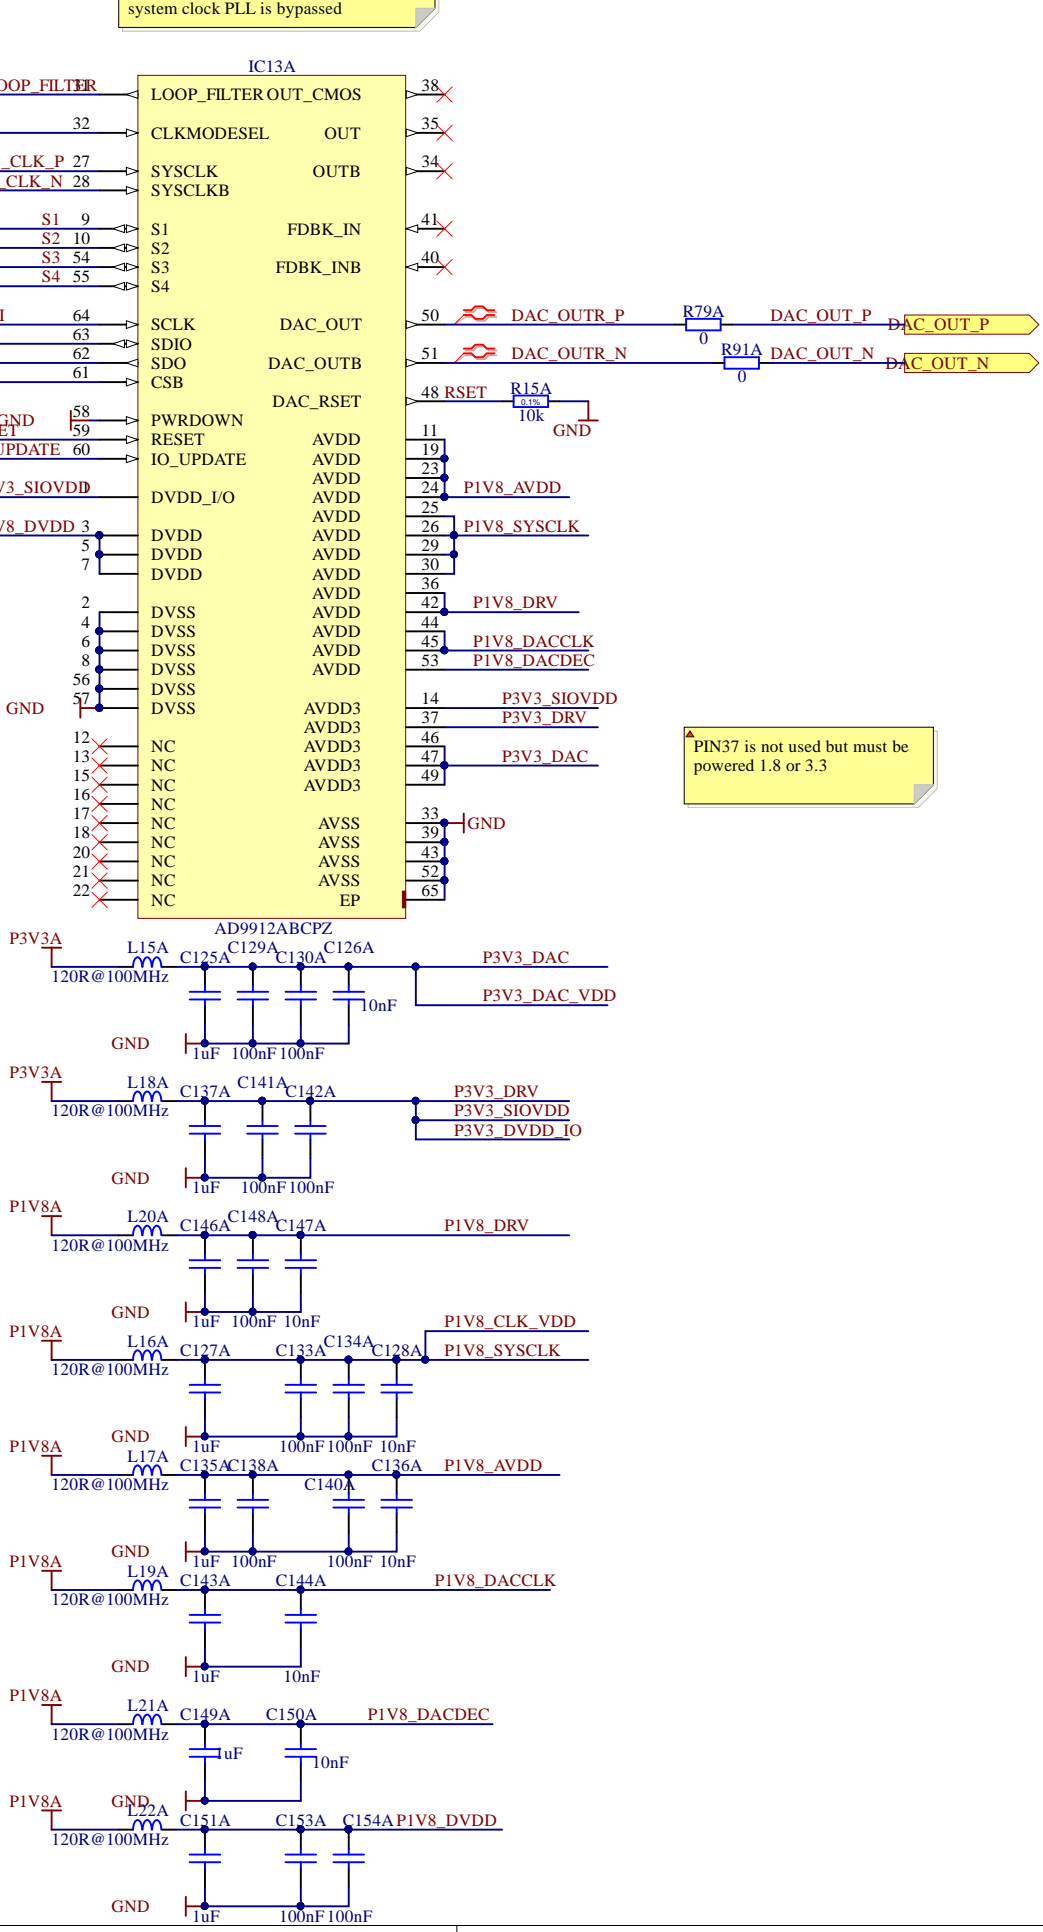 system clock PLL is bypassed
IC13A
OOP_FILTER 31 LOOP_FILTER OUT_CMOS 38
32 CLKMODESEL OUT 35
_CLK_P 27 SYSCLK OUTB 34
_CLK_N 28 SYSCLKB
S1 9 S1 FDBK_IN 41
S2 10 S2
S3 54 S3 FDBK_INB 40
S4 55 S4
I 64 SCLK DAC_OUT 50 DAC_OUTR_P R79A 0 DAC_OUT_P DAC_OUT_P
63 SDIO
62 SDO DAC_OUTB 51 DAC_OUTR_N R91A 0 DAC_OUT_N DAC_OUT_N
61 CSB
DAC_RSET 48 RSET R15A 0.1% 10k GND
GND 58 PWRDOWN
ET 59 RESET AVDD 11
UPDATE 60 IO_UPDATE AVDD 19
AVDD 23
V3_SIOVDD 1 DVDD_I/O AVDD 24 P1V8_AVDD
AVDD 25
V8_DVDD 3 DVDD AVDD 26 P1V8_SYSCLK
5 DVDD AVDD 29
7 DVDD AVDD 30
AVDD 36
2 DVSS AVDD 42 P1V8_DRV
4 DVSS AVDD 44
6 DVSS AVDD 45 P1V8_DACCLK
8 DVSS AVDD 53 P1V8_DACDEC
56 DVSS
GND 57 DVSS AVDD3 14 P3V3_SIOVDD
AVDD3 37 P3V3_DRV
12 NC AVDD3 46
13 NC AVDD3 47 P3V3_DAC
15 NC AVDD3 49
16 NC
17 NC AVSS 33 GND
18 NC AVSS 39
20 NC AVSS 43
21 NC AVSS 52
22 NC EP 65
AD9912ABCPZ
PIN37 is not used but must be
powered 1.8 or 3.3
P3V3A L15A C125A C129A C130A C126A P3V3_DAC
120R@100MHz
10nF P3V3_DAC_VDD
GND 1uF 100nF 100nF
P3V3A L18A C137A C141A C142A P3V3_DRV
120R@100MHz P3V3_SIOVDD
P3V3_DVDD_IO
GND 1uF 100nF 100nF
P1V8A L20A C146A C148A C147A P1V8_DRV
120R@100MHz
GND 1uF 100nF 10nF
P1V8_CLK_VDD
P1V8A L16A C127A C133A C134A C128A P1V8_SYSCLK
120R@100MHz
GND 1uF 100nF 100nF 10nF
P1V8A L17A C135A C138A C140A C136A P1V8_AVDD
120R@100MHz
GND 1uF 100nF 100nF 10nF
P1V8A L19A C143A C144A P1V8_DACCLK
120R@100MHz
GND 1uF 10nF
P1V8A L21A C149A C150A P1V8_DACDEC
120R@100MHz 1uF 10nF
GND
P1V8A L22A C151A C153A C154A P1V8_DVDD
120R@100MHz
GND 1uF 100nF 100nF